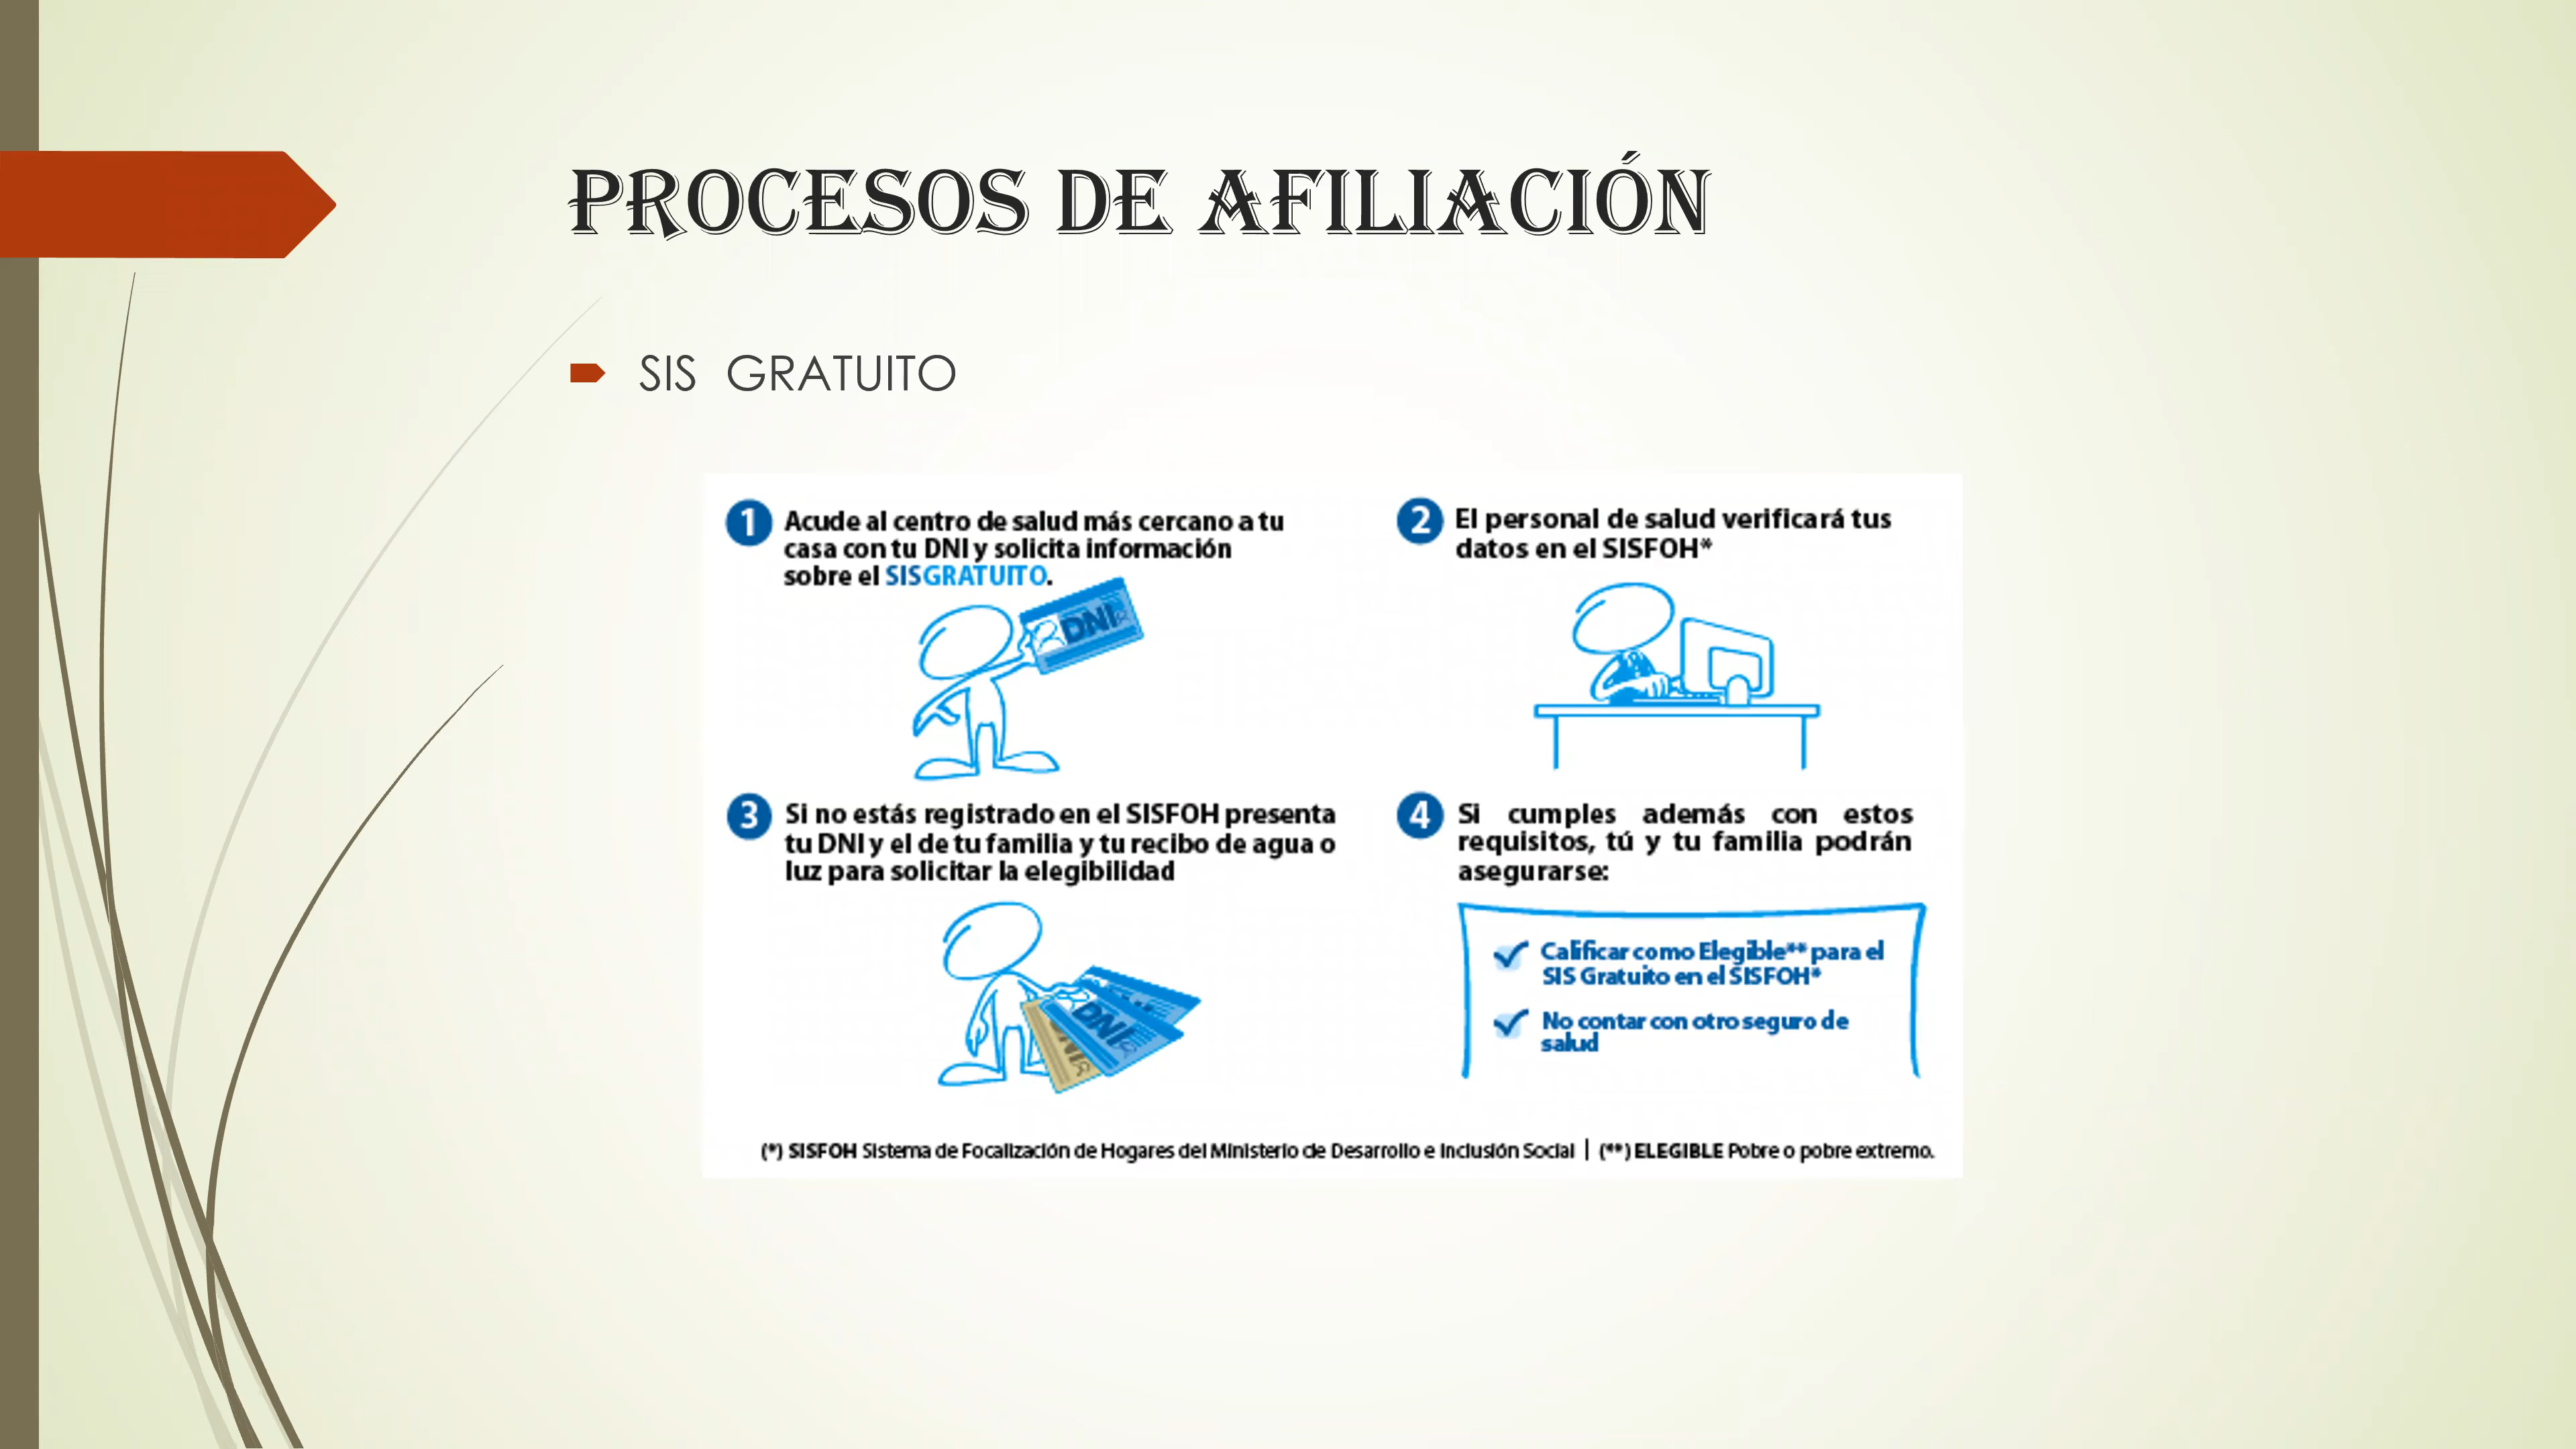 PROCESOS DE AFILIACIÓN
SIS GRATUITO
1 Acude al centro de salud más cercano a tu
casa con tu DNI y solicita información
sobre el SISGRATUITO.
DNI
2 El personal de salud verificará tus
datos en el SISFOH*
3 Si no estás registrado en el SISFOH presenta
tu DNI y el de tu familia y tu recibo de agua o
luz para solicitar la elegibilidad
DNI
4 Si cumples además con estos
requisitos, tú y tu familia podrán
asegurarse:
Calificar como Elegible** para el
SIS Gratuito en el SISFOH*
No contar con otro seguro de
salud
(*) SISFOH Sistema de Focalización de Hogares del Ministerio de Desarrollo e Inclusión Social | (**) ELEGIBLE Pobre o pobre extremo.